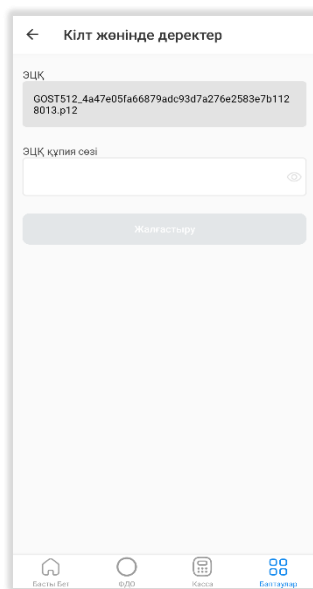 Кілт жөнінде деректер
ЭЦҚ
GOST512_4a47e05fa66879adc93d7a276e2583e7b112
8013.p12
ЭЦҚ құпия сөзі
Жалғастыру
Басты Бет
ФДО
Касса
Баптаулар